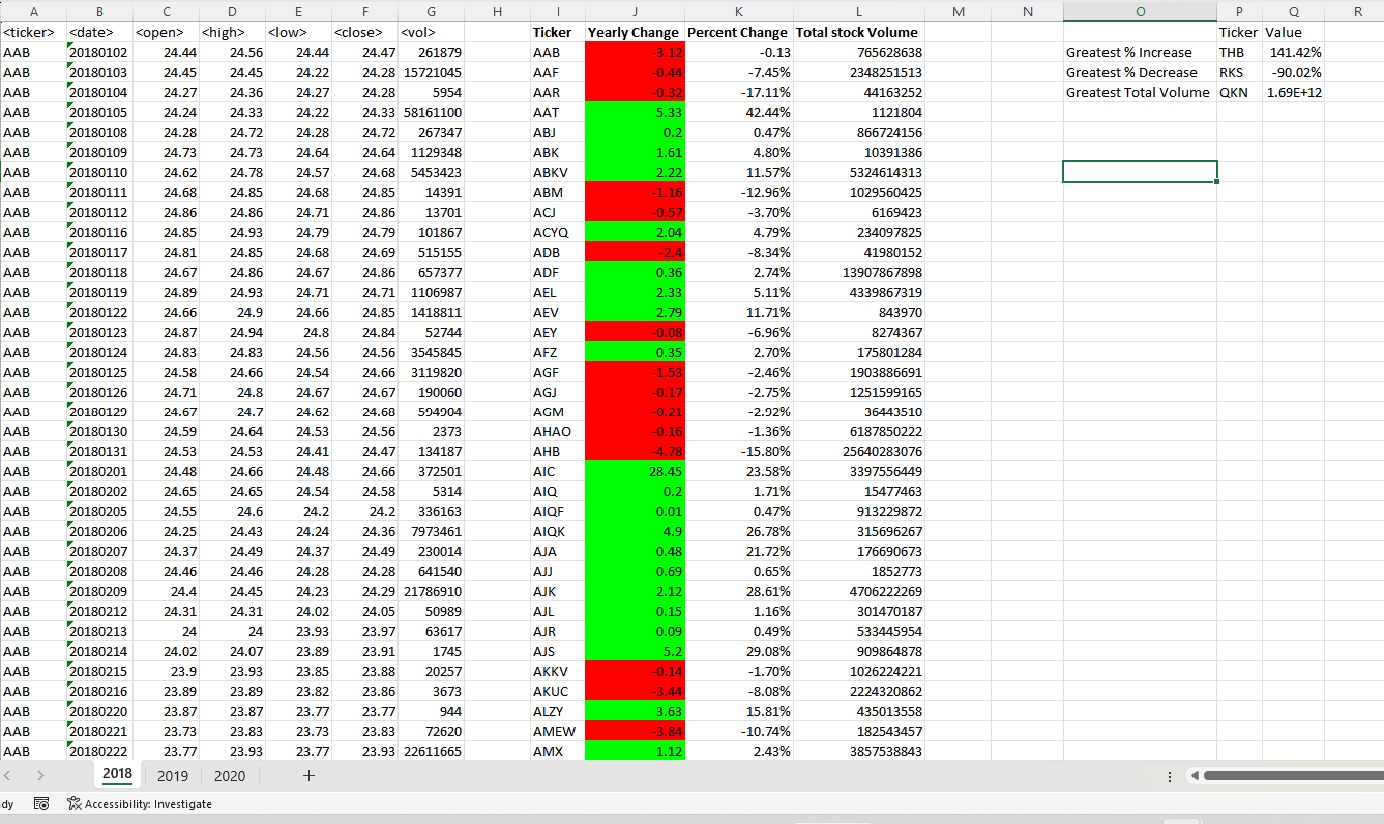 A B C D E F G H I J K L M N O P Q R
<ticker> <date> <open> <high> <low> <close> <vol> Ticker Yearly Change Percent Change Total stock Volume Ticker Value
AAB 20180102 24.44 24.56 24.44 24.47 261879 AAB -3.12 -0.13 765628638 Greatest % Increase THB 141.42%
AAB 20180103 24.45 24.45 24.22 24.28 15721045 AAF -0.44 -7.45% 2348251513 Greatest % Decrease RKS -90.02%
AAB 20180104 24.27 24.36 24.27 24.28 5954 AAR -0.32 -17.11% 44163252 Greatest Total Volume QKN 1.69E+12
AAB 20180105 24.24 24.33 24.22 24.33 58161100 AAT 5.33 42.44% 1121804
AAB 20180108 24.28 24.72 24.28 24.72 267347 ABJ 0.2 0.47% 866724156
AAB 20180109 24.73 24.73 24.64 24.64 1129348 ABK 1.61 4.80% 10391386
AAB 20180110 24.62 24.78 24.57 24.68 5453423 ABKV 2.22 11.57% 5324614313
AAB 20180111 24.68 24.85 24.68 24.85 14391 ABM -1.16 -12.96% 1029560425
AAB 20180112 24.86 24.86 24.71 24.86 13701 ACJ -0.57 -3.70% 6169423
AAB 20180116 24.85 24.93 24.79 24.79 101867 ACYQ 2.04 4.79% 234097825
AAB 20180117 24.81 24.85 24.68 24.69 515155 ADB -2.4 -8.34% 41980152
AAB 20180118 24.67 24.86 24.67 24.86 657377 ADF 0.36 2.74% 13907867898
AAB 20180119 24.89 24.93 24.71 24.71 1106987 AEL 2.33 5.11% 4339867319
AAB 20180122 24.66 24.9 24.66 24.85 1418811 AEV 2.79 11.71% 843970
AAB 20180123 24.87 24.94 24.8 24.84 52744 AEY -0.08 -6.96% 8274367
AAB 20180124 24.83 24.83 24.56 24.56 3545845 AFZ 0.35 2.70% 175801284
AAB 20180125 24.58 24.66 24.54 24.66 3119820 AGF -1.53 -2.46% 1903886691
AAB 20180126 24.71 24.8 24.67 24.67 190060 AGJ -0.17 -2.75% 1251599165
AAB 20180129 24.67 24.7 24.62 24.68 594904 AGM -0.21 -2.92% 36443510
AAB 20180130 24.59 24.64 24.53 24.56 2373 AHAO -0.16 -1.36% 6187850222
AAB 20180131 24.53 24.53 24.41 24.47 134187 AHB -4.78 -15.80% 25640283076
AAB 20180201 24.48 24.66 24.48 24.66 372501 AIC 28.45 23.58% 3397556449
AAB 20180202 24.65 24.65 24.54 24.58 5314 AIQ 0.2 1.71% 15477463
AAB 20180205 24.55 24.6 24.2 24.2 336163 AIQF 0.01 0.47% 913229872
AAB 20180206 24.25 24.43 24.24 24.36 7973461 AIQK 4.9 26.78% 315696267
AAB 20180207 24.37 24.49 24.37 24.49 230014 AJA 0.48 21.72% 176690673
AAB 20180208 24.46 24.46 24.28 24.28 641540 AJJ 0.69 0.65% 1852773
AAB 20180209 24.4 24.45 24.23 24.29 21786910 AJK 2.12 28.61% 4706222269
AAB 20180212 24.31 24.31 24.02 24.05 50989 AJL 0.15 1.16% 301470187
AAB 20180213 24 24 23.93 23.97 63617 AJR 0.09 0.49% 533445954
AAB 20180214 24.02 24.07 23.89 23.91 1745 AJS 5.2 29.08% 909864878
AAB 20180215 23.9 23.93 23.85 23.88 20257 AKKV -0.14 -1.70% 1026224221
AAB 20180216 23.89 23.89 23.82 23.86 3673 AKUC -3.44 -8.08% 2224320862
AAB 20180220 23.87 23.87 23.77 23.77 944 ALZY 3.63 15.81% 435013558
AAB 20180221 23.73 23.83 23.73 23.83 72620 AMEW -3.84 -10.74% 182543457
AAB 20180222 23.77 23.93 23.77 23.93 22611665 AMX 1.12 2.43% 3857538843
2018 2019 2020
dy Accessibility: Investigate